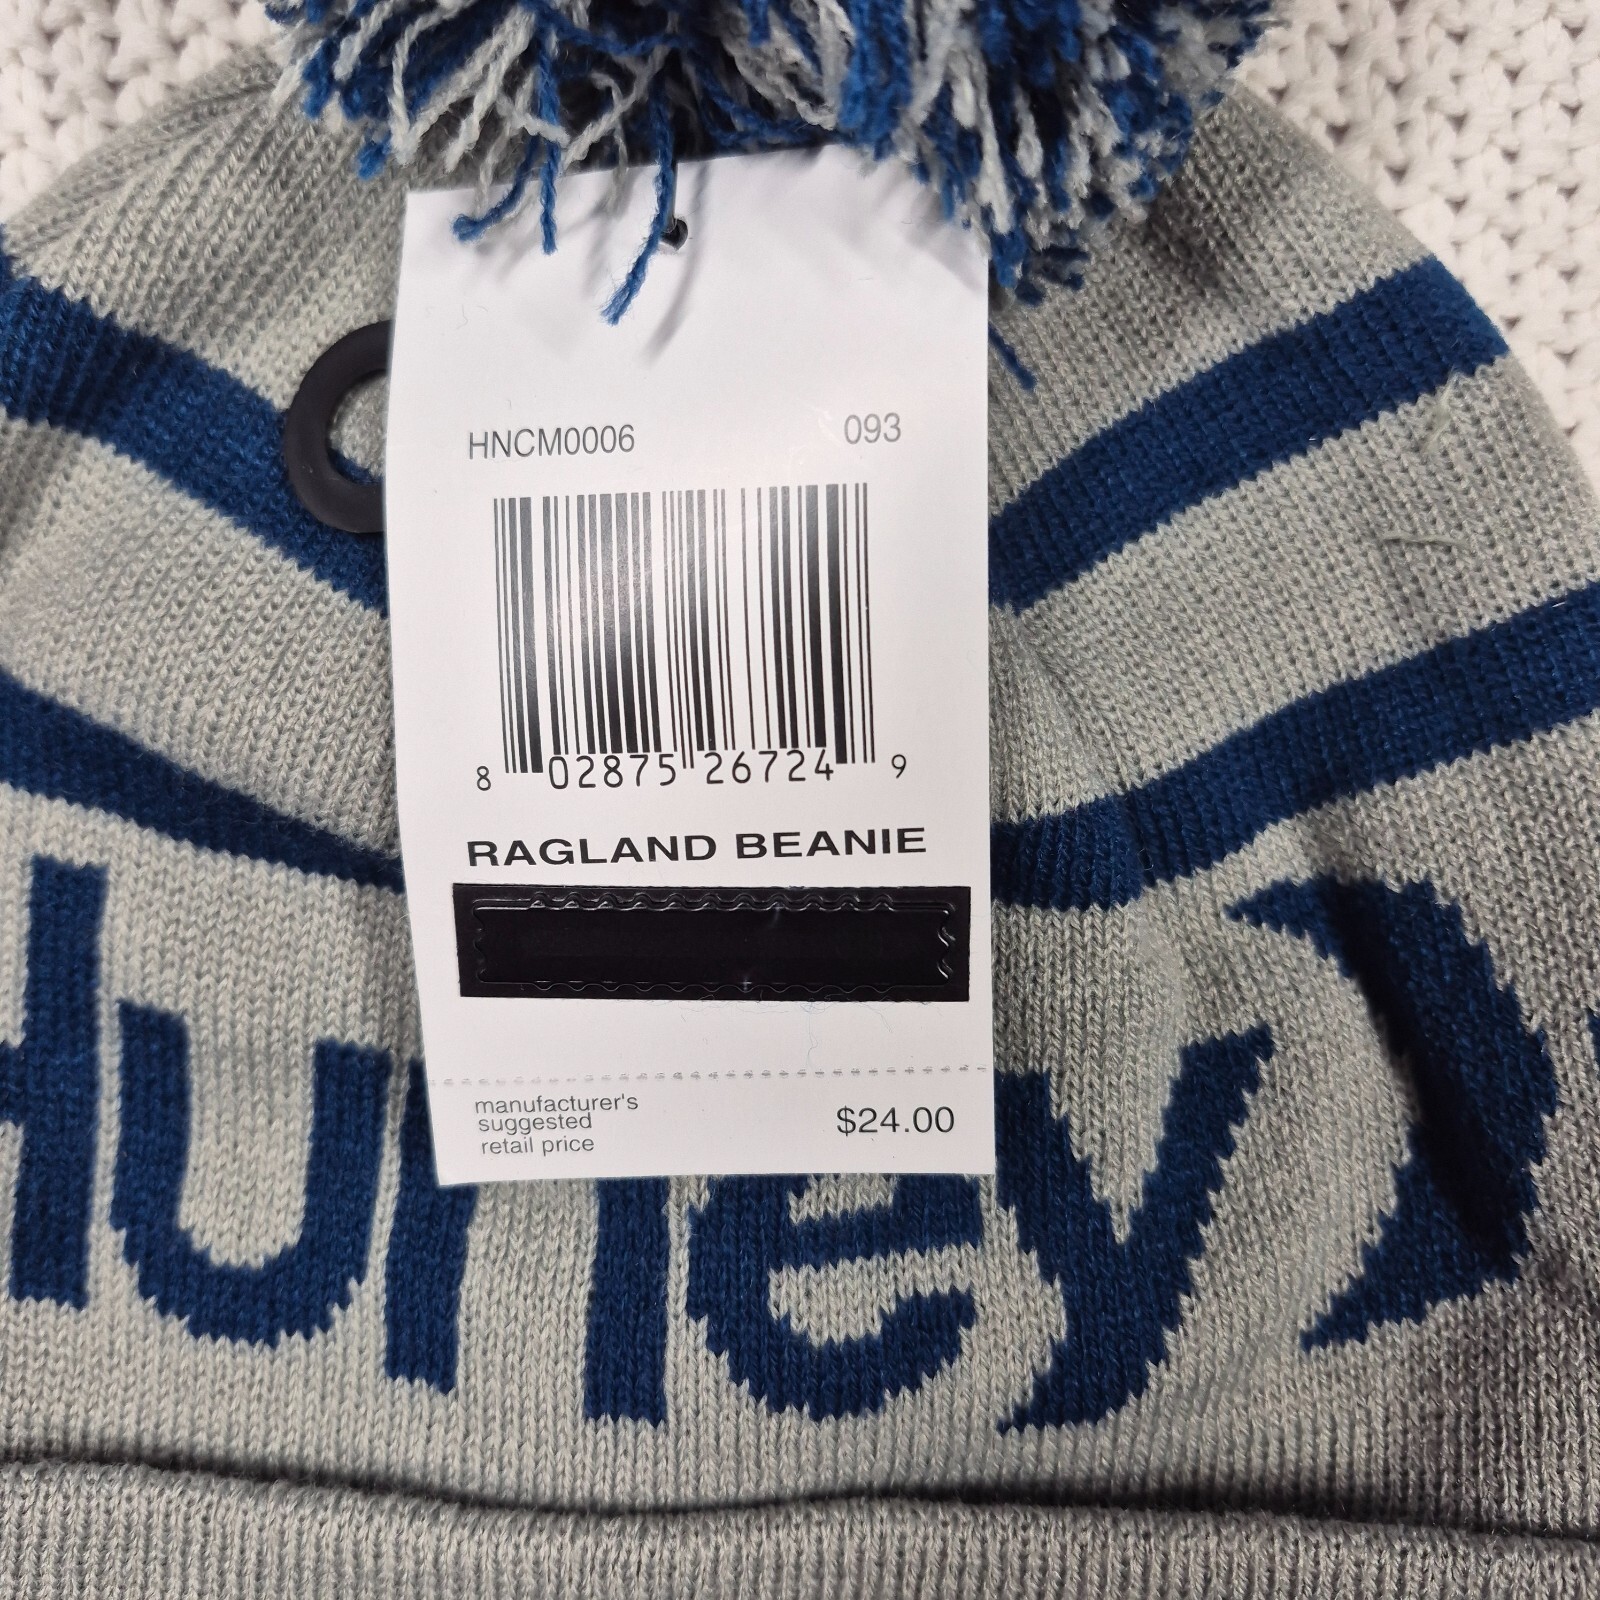 HNCM0006 093
8 02875 26724 9
RAGLAND BEANIE
manufacturer's
suggested
retail price
$24.00
Hurley